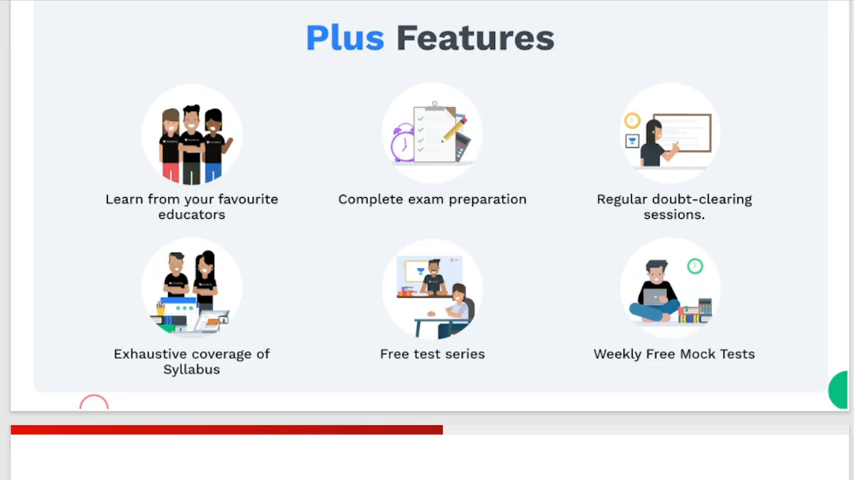 Plus Features
Learn from your favourite
educators
Complete exam preparation
Regular doubt-clearing
sessions.
Exhaustive coverage of
Syllabus
Free test series
Weekly Free Mock Tests